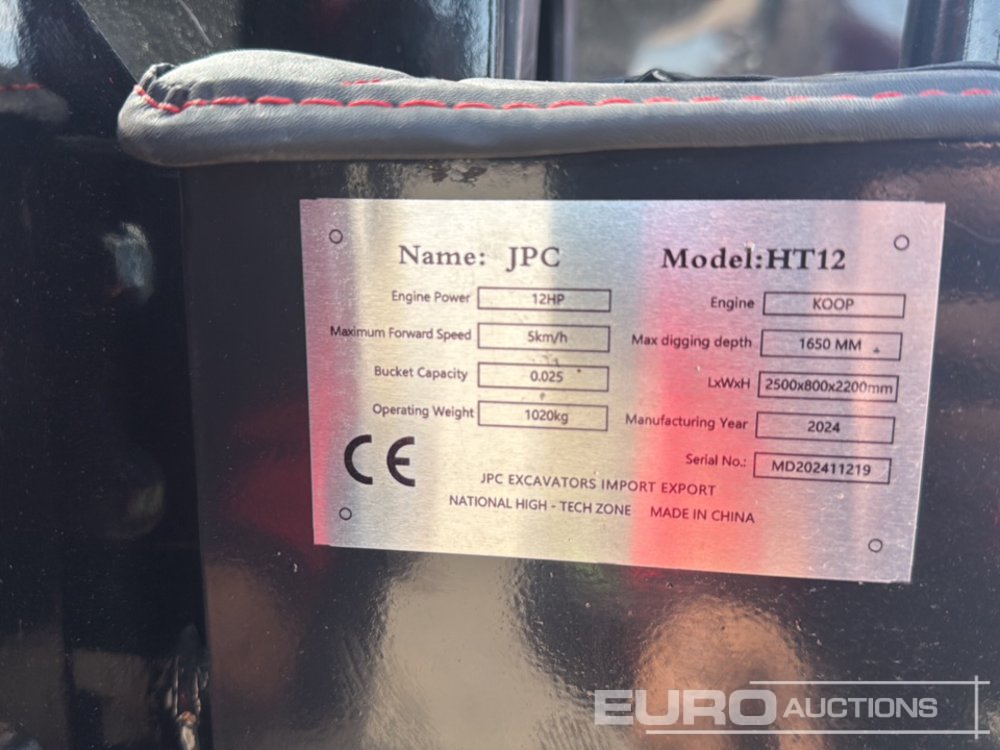 Name: JPC Model:HT12
Engine Power 12HP Engine KOOP
Maximum Forward Speed 5km/h Max digging depth 1650 MM
Bucket Capacity 0.025 LxWxH 2500x800x2200mm
Operating Weight 1020kg Manufacturing Year 2024
Serial No.: MD202411219
CE
JPC EXCAVATORS IMPORT EXPORT
NATIONAL HIGH - TECH ZONE MADE IN CHINA
EURO AUCTIONS